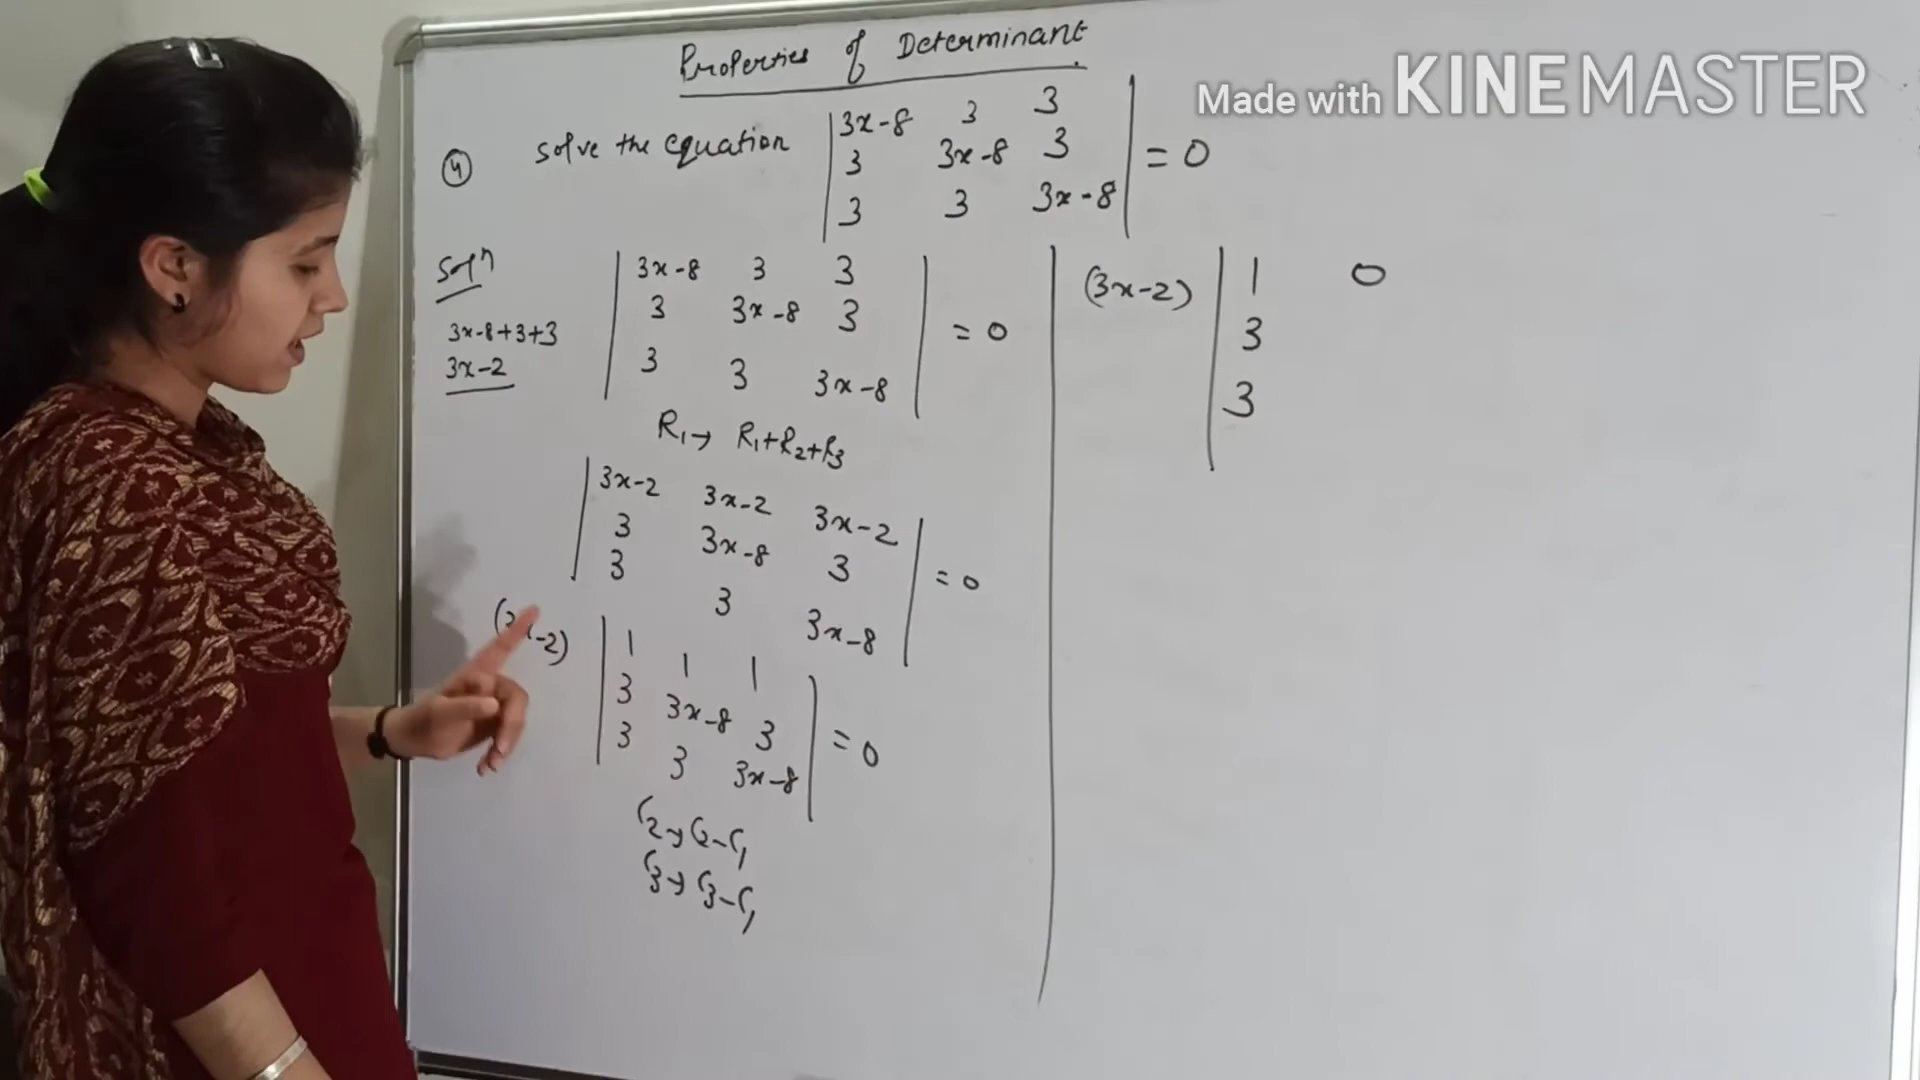 Properties of Determinant
Made with KINEMASTER
④ solve the equation | 3x-8 3 3 |
| 3 3x-8 3 | = 0
| 3 3 3x-8 |
Solⁿ
3x-8+3+3
3x-2
| 3x-8 3 3 |
| 3 3x-8 3 | = 0
| 3 3 3x-8 |
R₁→ R₁+R₂+R₃
| 3x-2 3x-2 3x-2 |
| 3 3x-8 3 | = 0
| 3 3 3x-8 |
(3x-2) | 1 1 1 |
| 3 3x-8 3 | = 0
| 3 3 3x-8 |
C₂→C₂-C₁
C₃→C₃-C₁
(3x-2) | 1 0
3
3